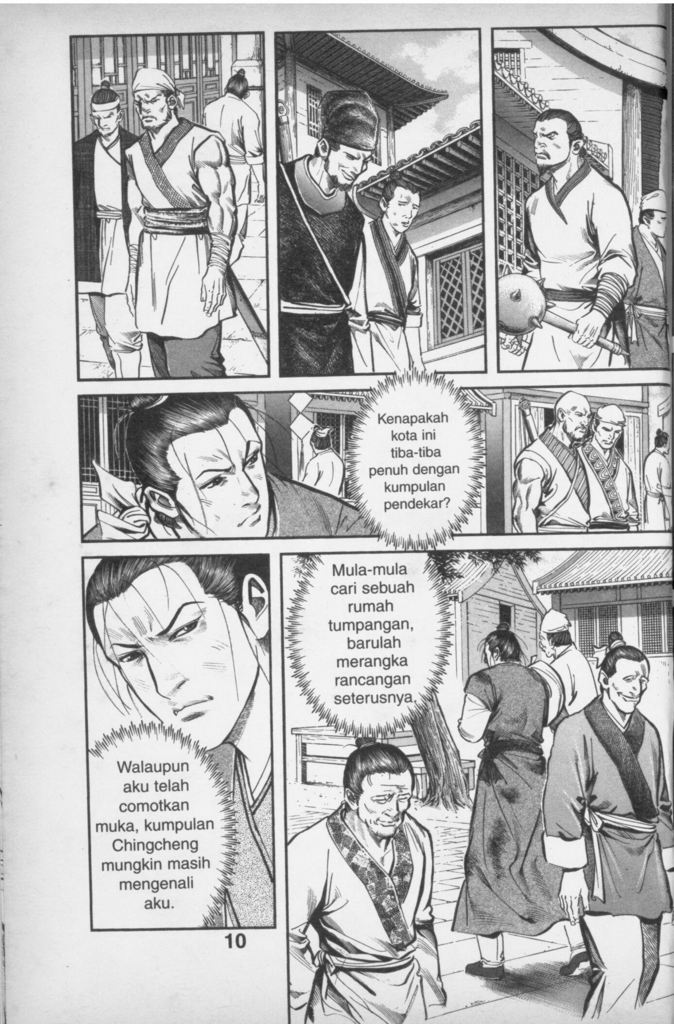 Kenapakah
kota ini
tiba-tiba
penuh dengan
kumpulan
pendekar?
Walaupun
aku telah
comotkan
muka, kumpulan
Chingcheng
mungkin masih
mengenali
aku.
Mula-mula
cari sebuah
rumah
tumpangan,
barulah
merangka
rancangan
seterusnya.
10